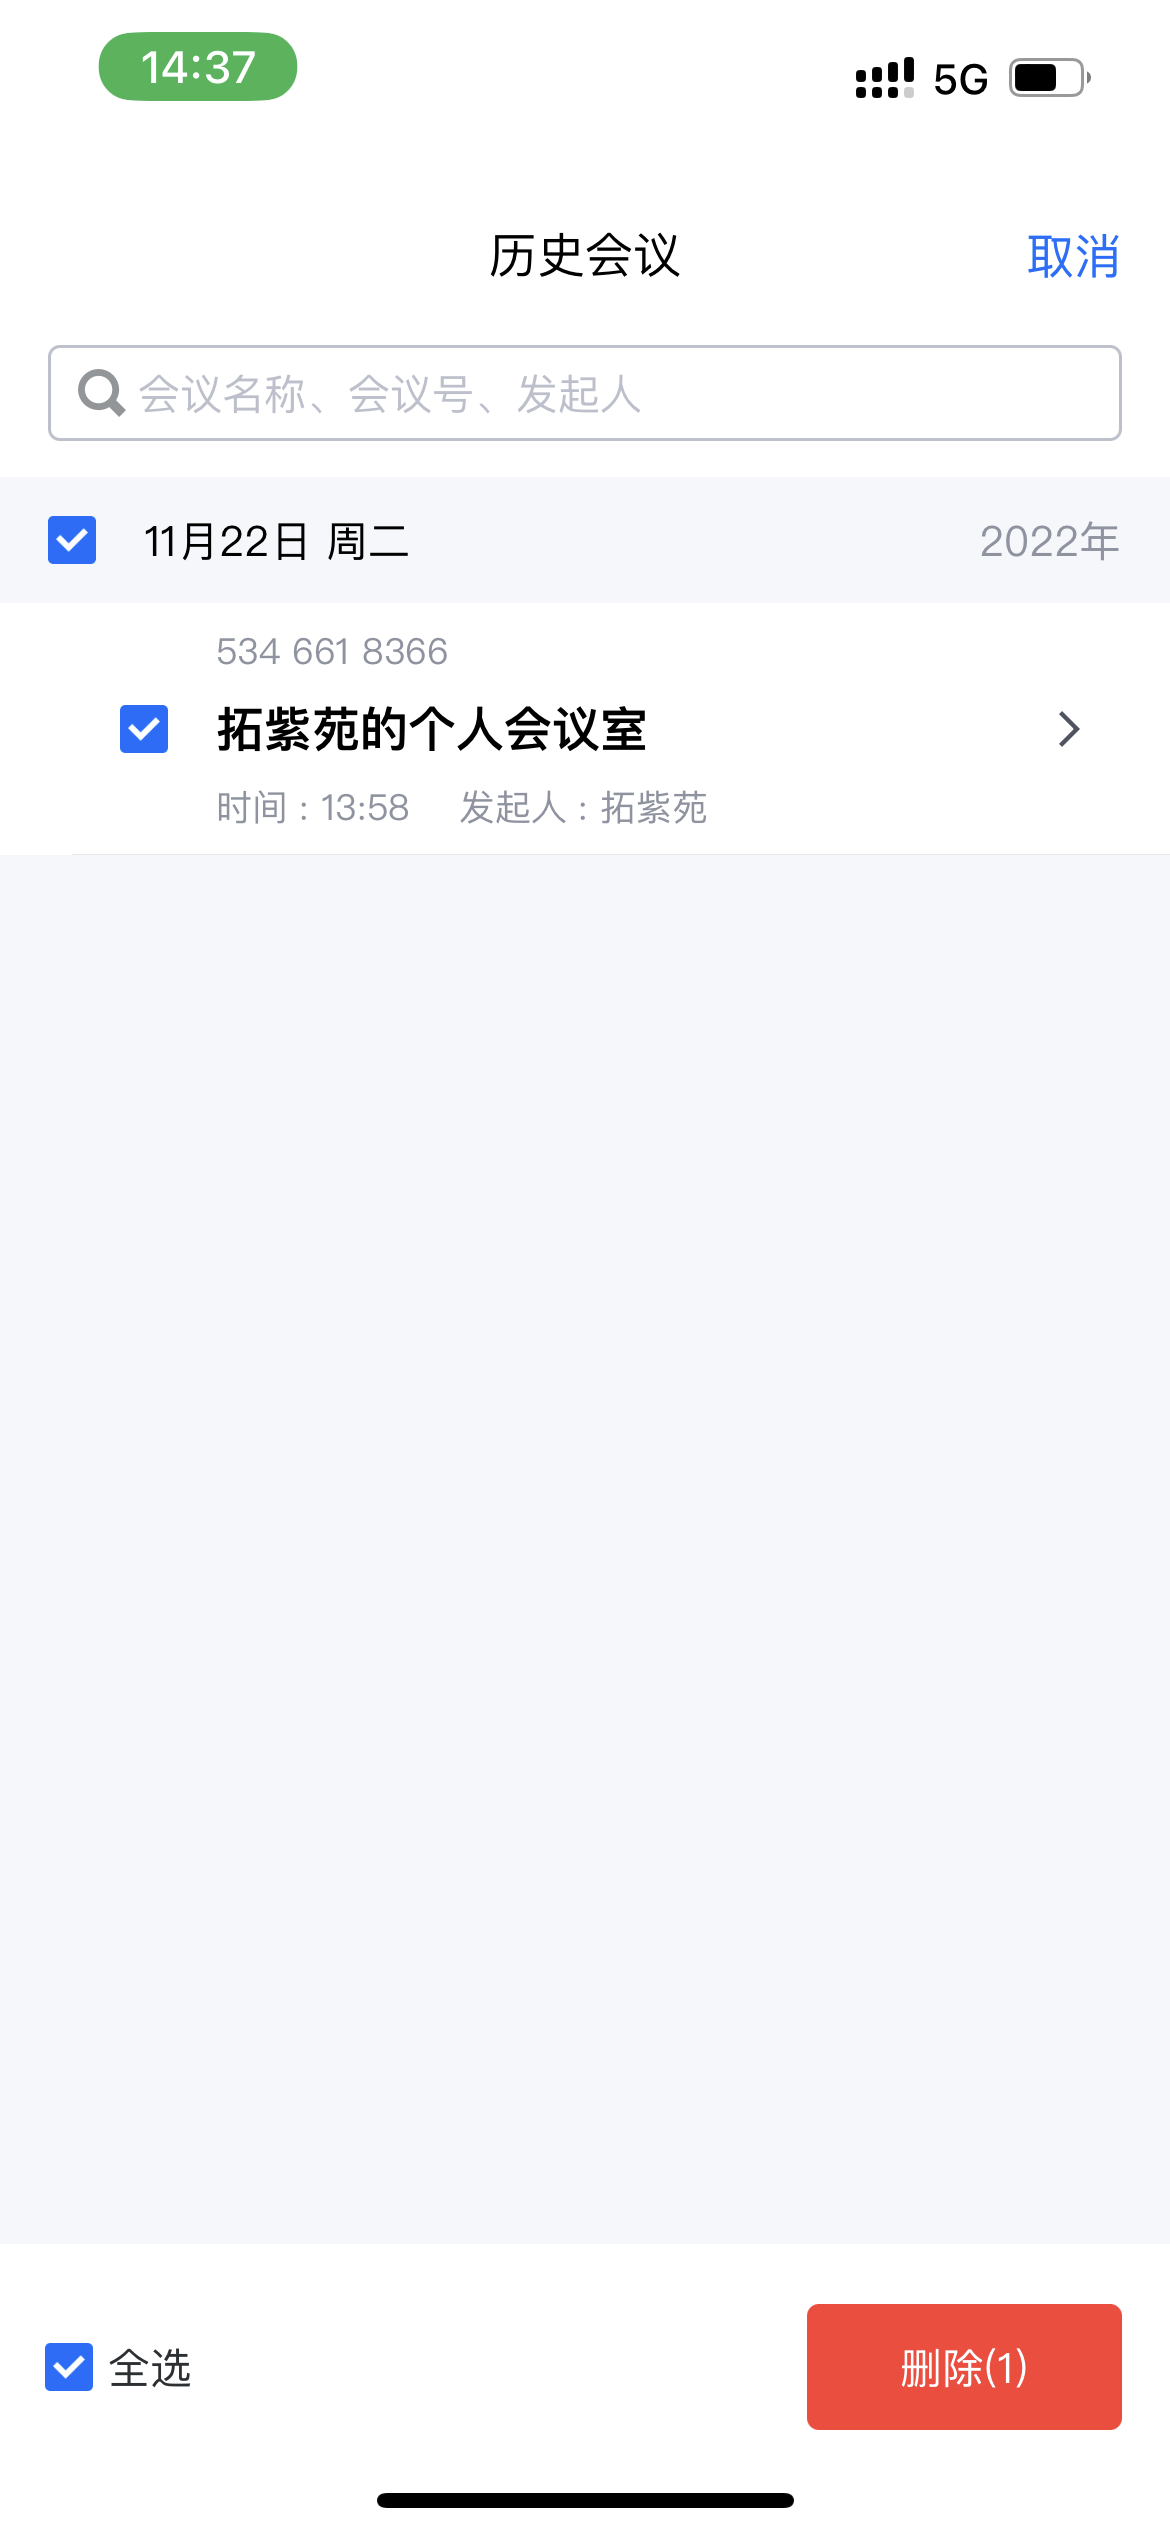 14:37
5G
历史会议
取消
会议名称、会议号、发起人
11月22日 周二
2022年
534 661 8366
拓紫苑的个人会议室
时间：13:58 发起人：拓紫苑
全选
删除(1)